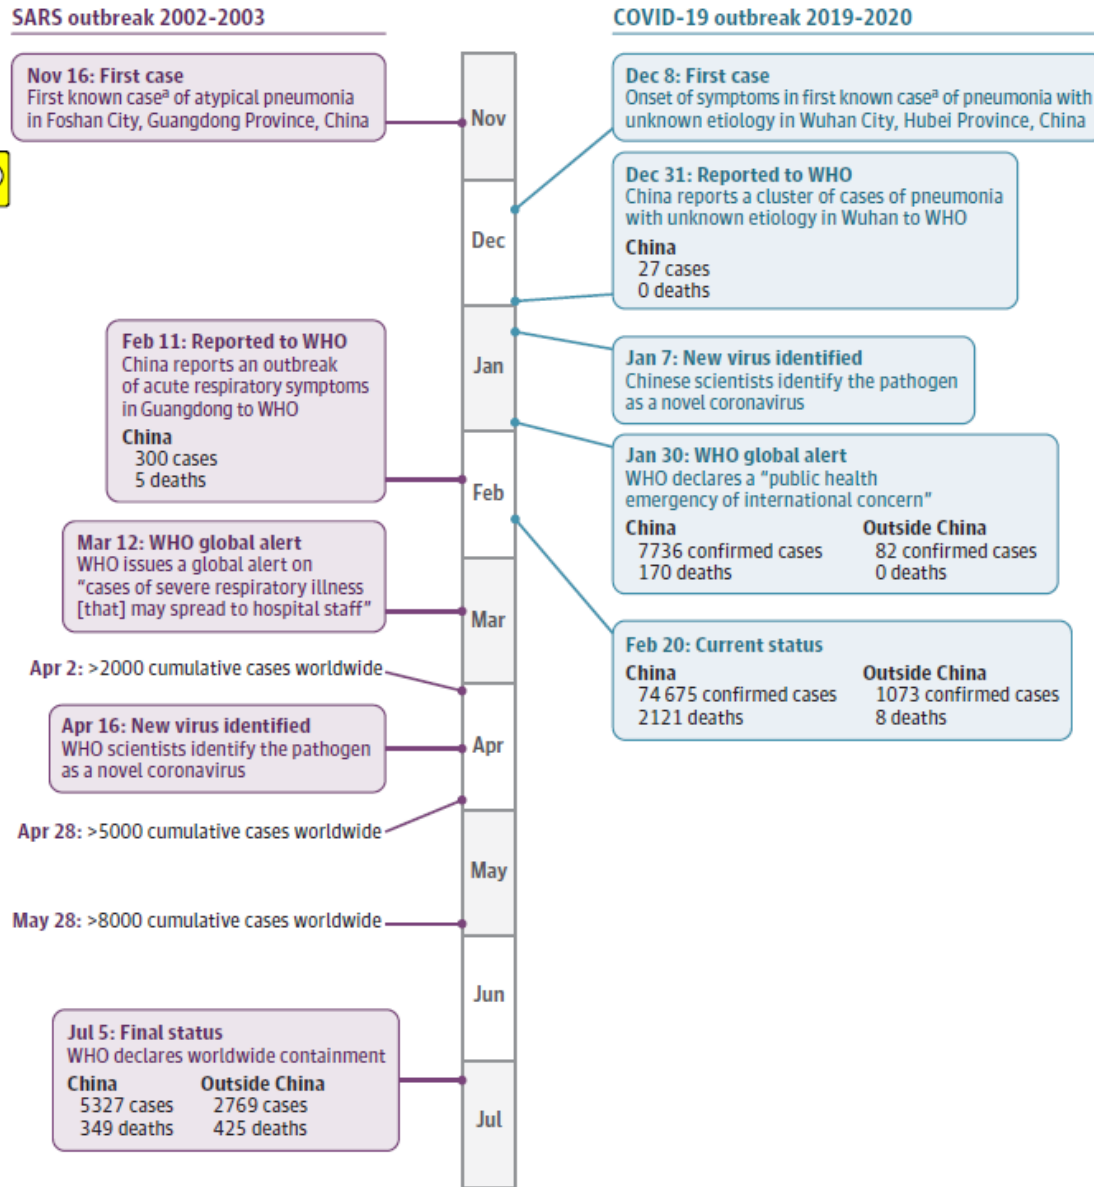 SARS outbreak 2002-2003
Nov 16: First case
First known caseª of atypical pneumonia
in Foshan City, Guangdong Province, China
Feb 11: Reported to WHO
China reports an outbreak
of acute respiratory symptoms
in Guangdong to WHO
China
300 cases
5 deaths
Mar 12: WHO global alert
WHO issues a global alert on
“cases of severe respiratory illness
[that] may spread to hospital staff”
Apr 2: >2000 cumulative cases worldwide
Apr 16: New virus identified
WHO scientists identify the pathogen
as a novel coronavirus
Apr 28: >5000 cumulative cases worldwide
May 28: >8000 cumulative cases worldwide
Jul 5: Final status
WHO declares worldwide containment
China Outside China
5327 cases 2769 cases
349 deaths 425 deaths
Nov
Dec
Jan
Feb
Mar
Apr
May
Jun
Jul
COVID-19 outbreak 2019-2020
Dec 8: First case
Onset of symptoms in first known caseª of pneumonia with
unknown etiology in Wuhan City, Hubei Province, China
Dec 31: Reported to WHO
China reports a cluster of cases of pneumonia
with unknown etiology in Wuhan to WHO
China
27 cases
0 deaths
Jan 7: New virus identified
Chinese scientists identify the pathogen
as a novel coronavirus
Jan 30: WHO global alert
WHO declares a “public health
emergency of international concern”
China Outside China
7736 confirmed cases 82 confirmed cases
170 deaths 0 deaths
Feb 20: Current status
China Outside China
74 675 confirmed cases 1073 confirmed cases
2121 deaths 8 deaths